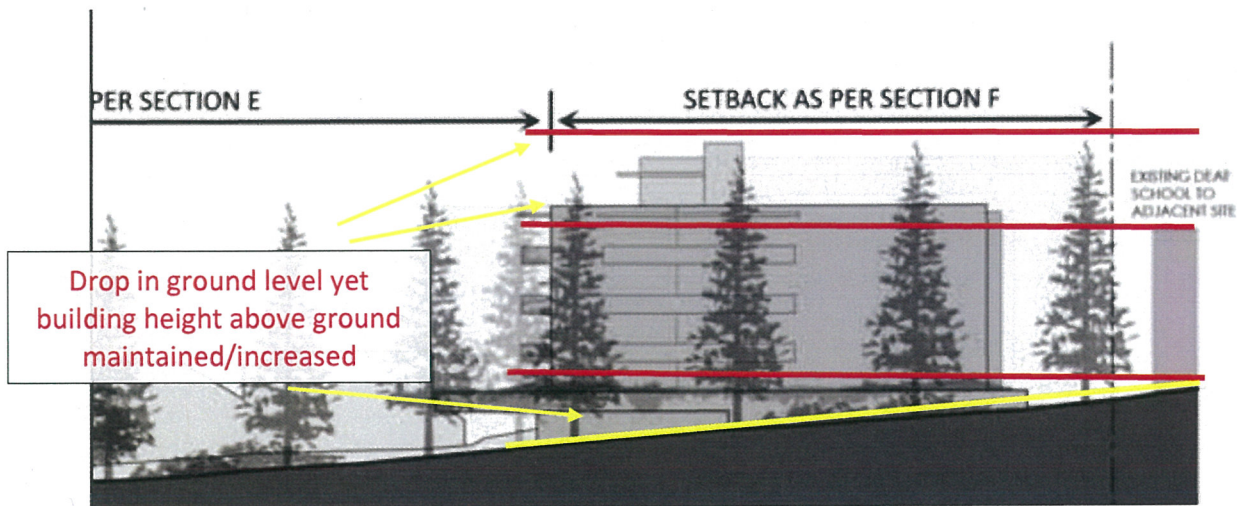 PER SECTION E
SETBACK AS PER SECTION F
EXISTING DEAF
SCHOOL TO
ADJACENT SITE
Drop in ground level yet
building height above ground
maintained/increased